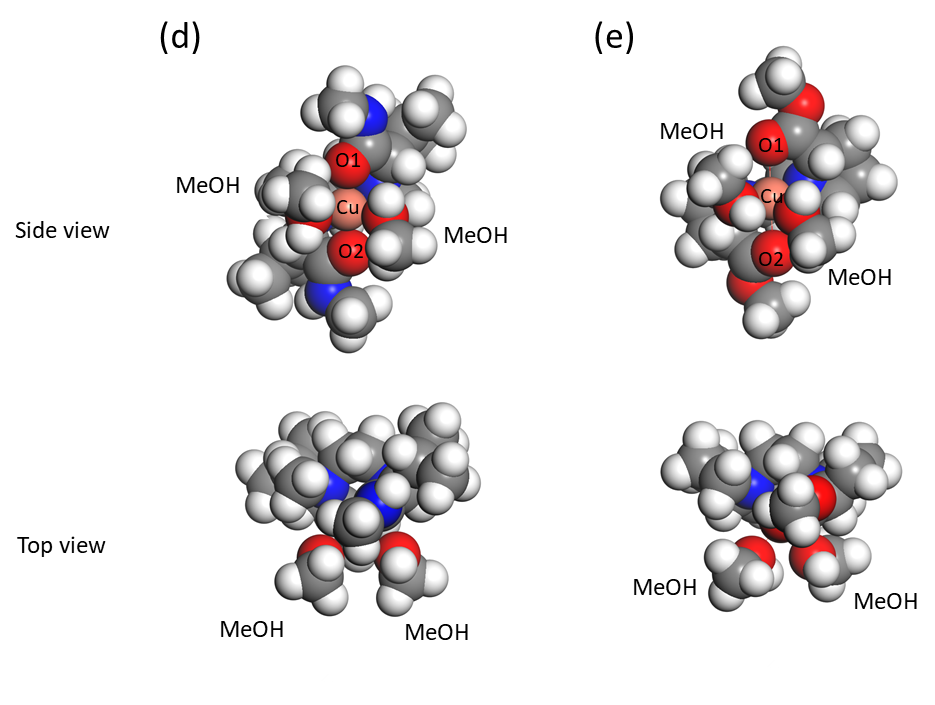 (d)
(e)
MeOH
O1
Cu
O2
MeOH
MeOH
O1
Cu
O2
MeOH
Side view
Top view
MeOH
MeOH
MeOH
MeOH